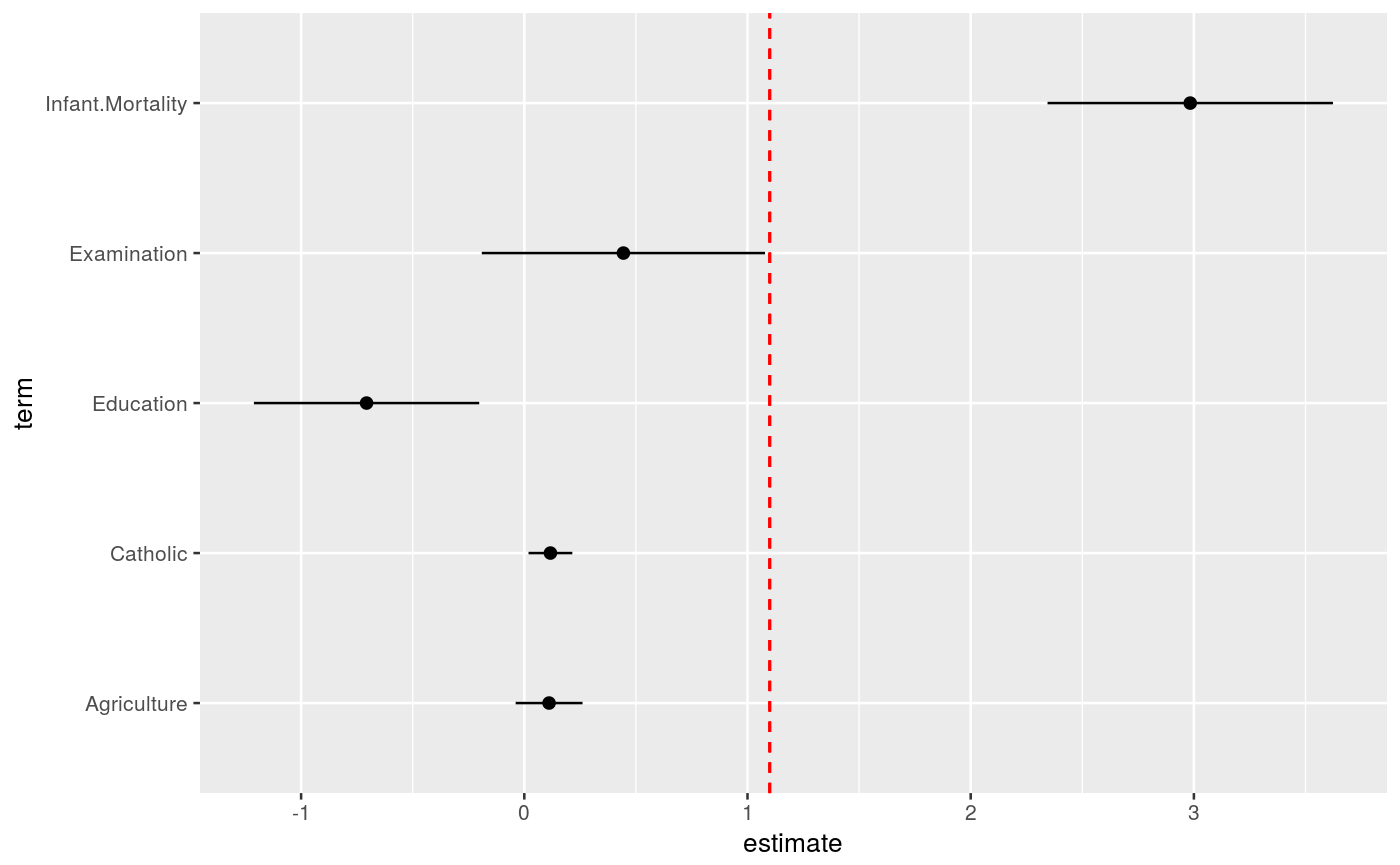 Infant.Mortality
Examination
Education
Catholic
Agriculture
term
-1 0 1 2 3
estimate